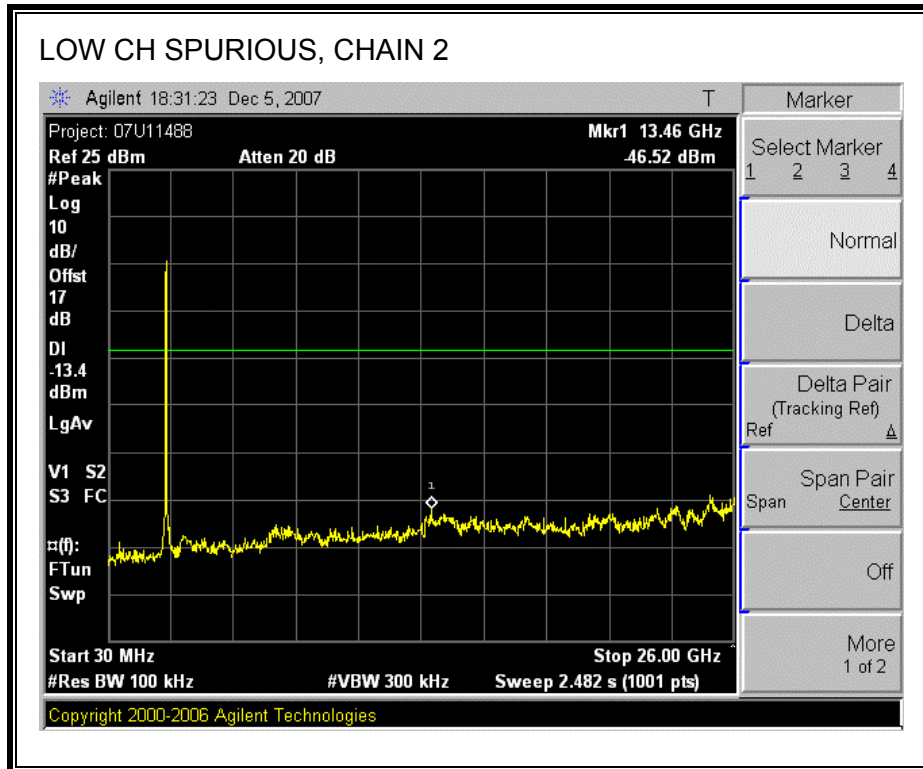 LOW CH SPURIOUS, CHAIN 2
Agilent 18:31:23 Dec 5, 2007 T
Project: 07U11488 Mkr1 13.46 GHz
Ref 25 dBm Atten 20 dB -46.52 dBm
#Peak
Log
10
dB/
Offst
17
dB
DI
-13.4
dBm
LgAv
V1 S2
S3 FC
¤(f):
FTun
Swp
1
Start 30 MHz Stop 26.00 GHz ^
#Res BW 100 kHz #VBW 300 kHz Sweep 2.482 s (1001 pts)
Copyright 2000-2006 Agilent Technologies
Marker
Select Marker
1 2 3 4
Normal
Delta
Delta Pair
(Tracking Ref)
Ref Δ
Span Pair
Span Center
Off
More
1 of 2